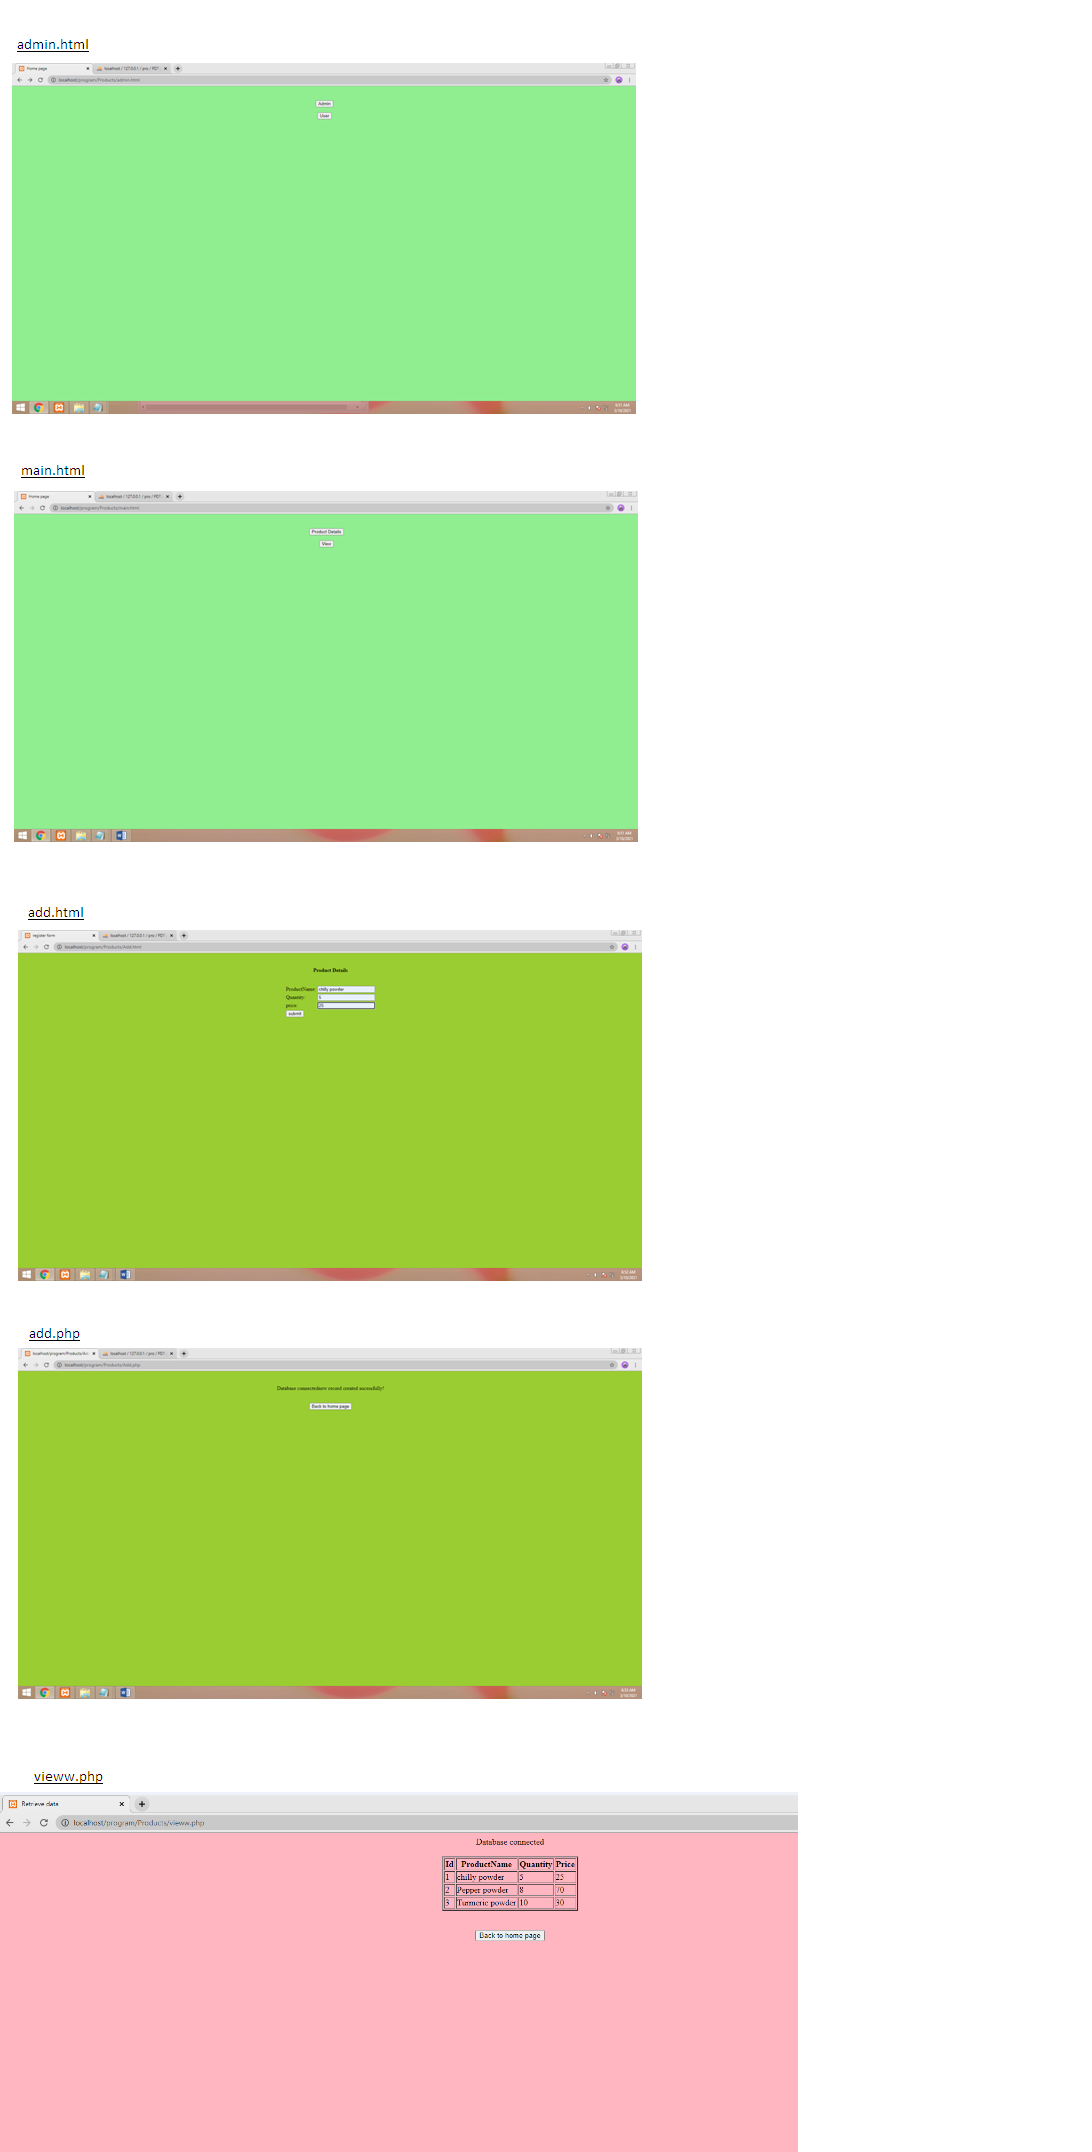 admin.html
Home page
localhost / 127.0.0.1 / pro / PDT
localhost/program/Products/admin.html
Admin
User
main.html
Home page
localhost / 127.0.0.1 / pro / PDT
localhost/program/Products/main.html
Product Details
View
add.html
register form
localhost / 127.0.0.1 / pro / PDT
localhost/program/Products/Add.html
Product Details
ProductName: chilly powder
Quantity: 5
price: 25
submit
add.php
localhost/program/Products/Ad
localhost / 127.0.0.1 / pro / PDT
localhost/program/Products/Add.php
Database connectednew record created successfully!
Back to home page
vieww.php
Retrieve data
localhost/program/Products/vieww.php
Database connected
Id ProductName Quantity Price
1 chilly powder 5 25
2 Pepper powder 8 70
3 Turmeric powder 10 30
Back to home page